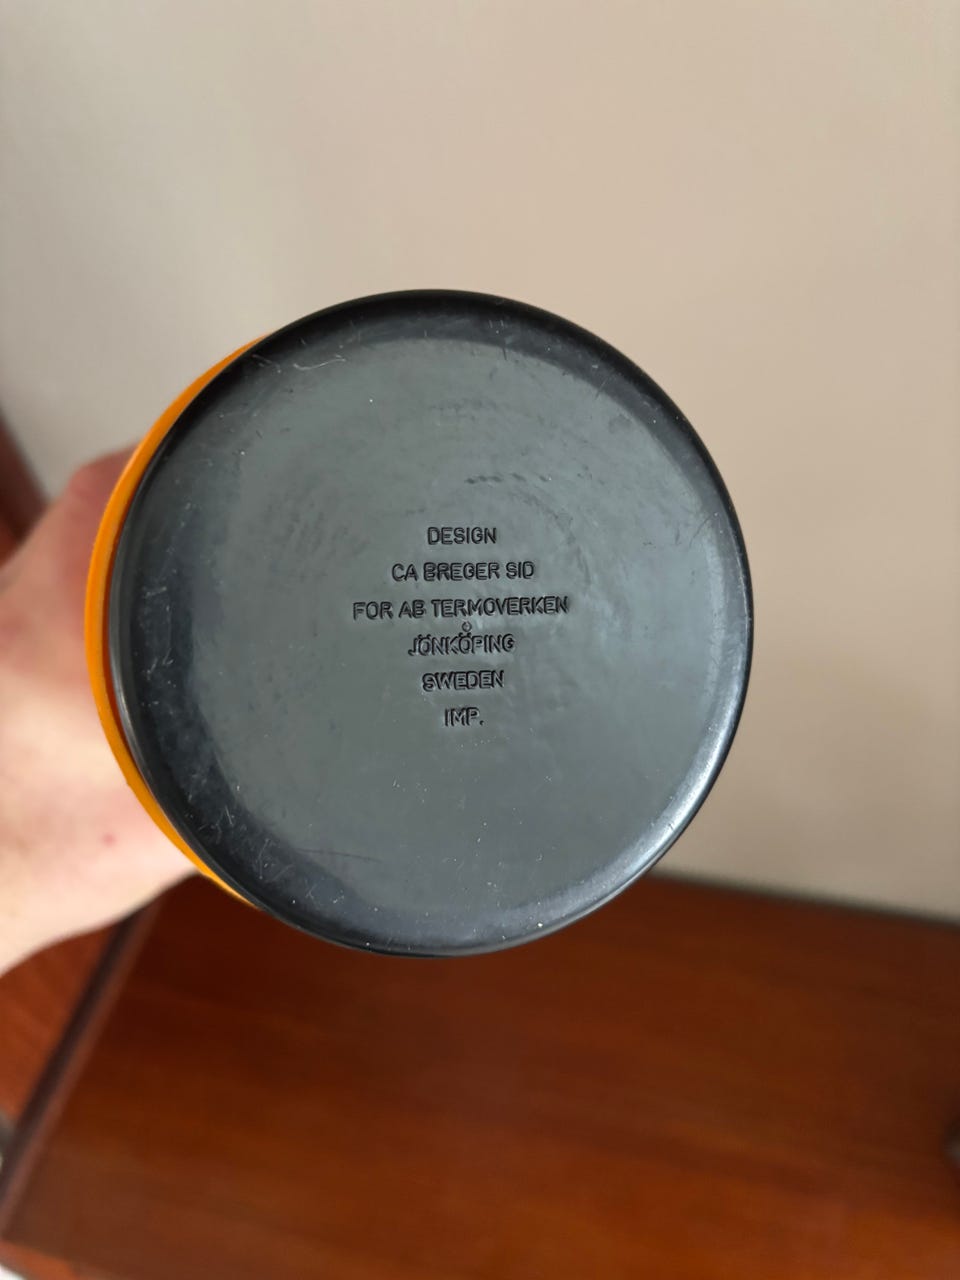 DESIGN
CA BREGER SID
FOR AB TERMOVERKEN
JÖNKÖPING
SWEDEN
IMP.